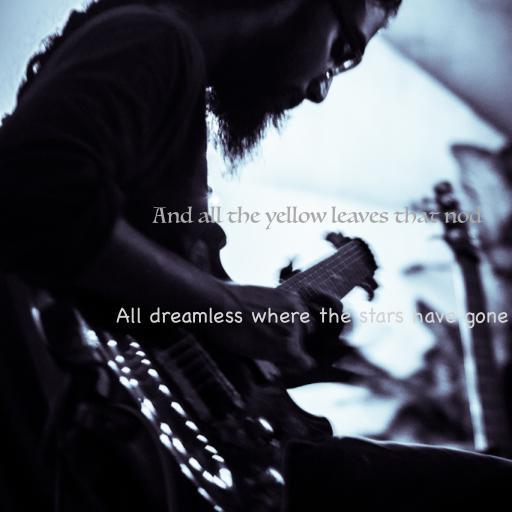 And all the yellow leaves that nod
All dreamless where the stars have gone